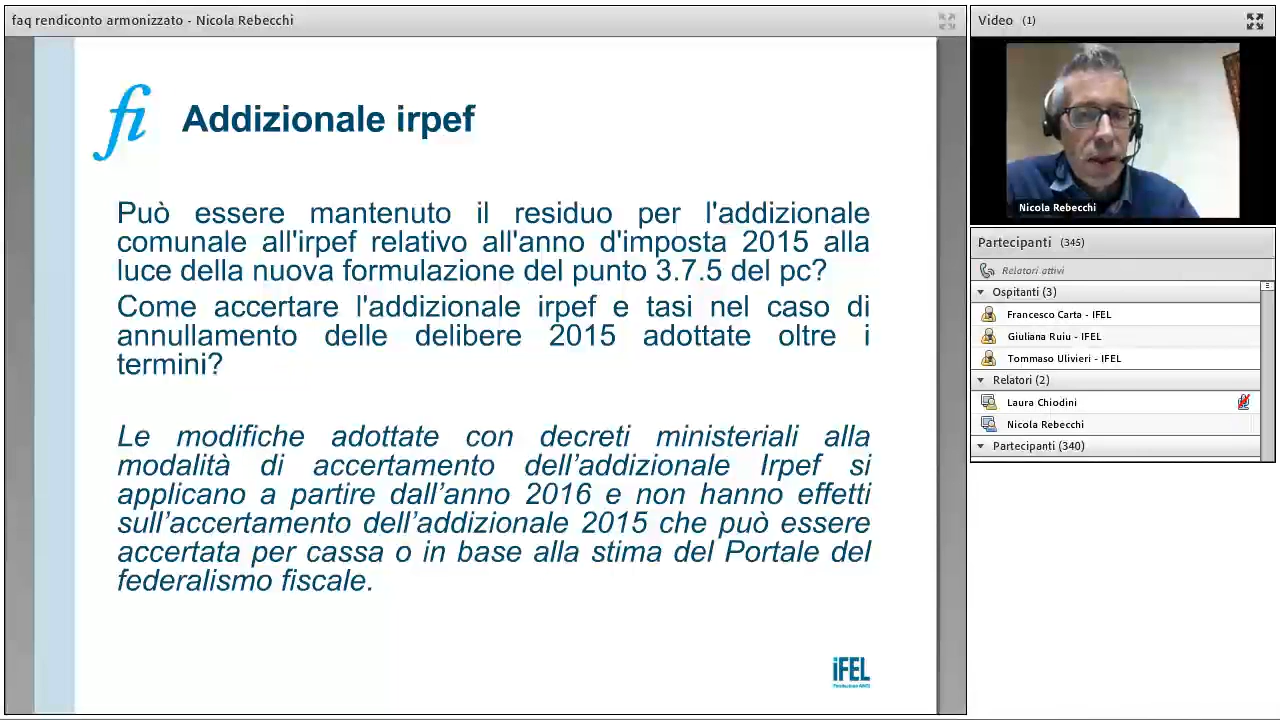 faq rendiconto armonizzato - Nicola Rebecchi
fi
Addizionale irpef
Può essere mantenuto il residuo per l'addizionale
comunale all'irpef relativo all'anno d'imposta 2015 alla
luce della nuova formulazione del punto 3.7.5 del pc?
Come accertare l'addizionale irpef e tasi nel caso di
annullamento delle delibere 2015 adottate oltre i
termini?
Le modifiche adottate con decreti ministeriali alla
modalità di accertamento dell’addizionale Irpef si
applicano a partire dall’anno 2016 e non hanno effetti
sull’accertamento dell’addizionale 2015 che può essere
accertata per cassa o in base alla stima del Portale del
federalismo fiscale.
iFEL
Fondazione ANCI
Video (1)
Nicola Rebecchi
Partecipanti (345)
Relatori attivi
Ospitanti (3)
Francesco Carta - IFEL
Giuliana Ruiu - IFEL
Tommaso Ulivieri - IFEL
Relatori (2)
Laura Chiodini
Nicola Rebecchi
Partecipanti (340)